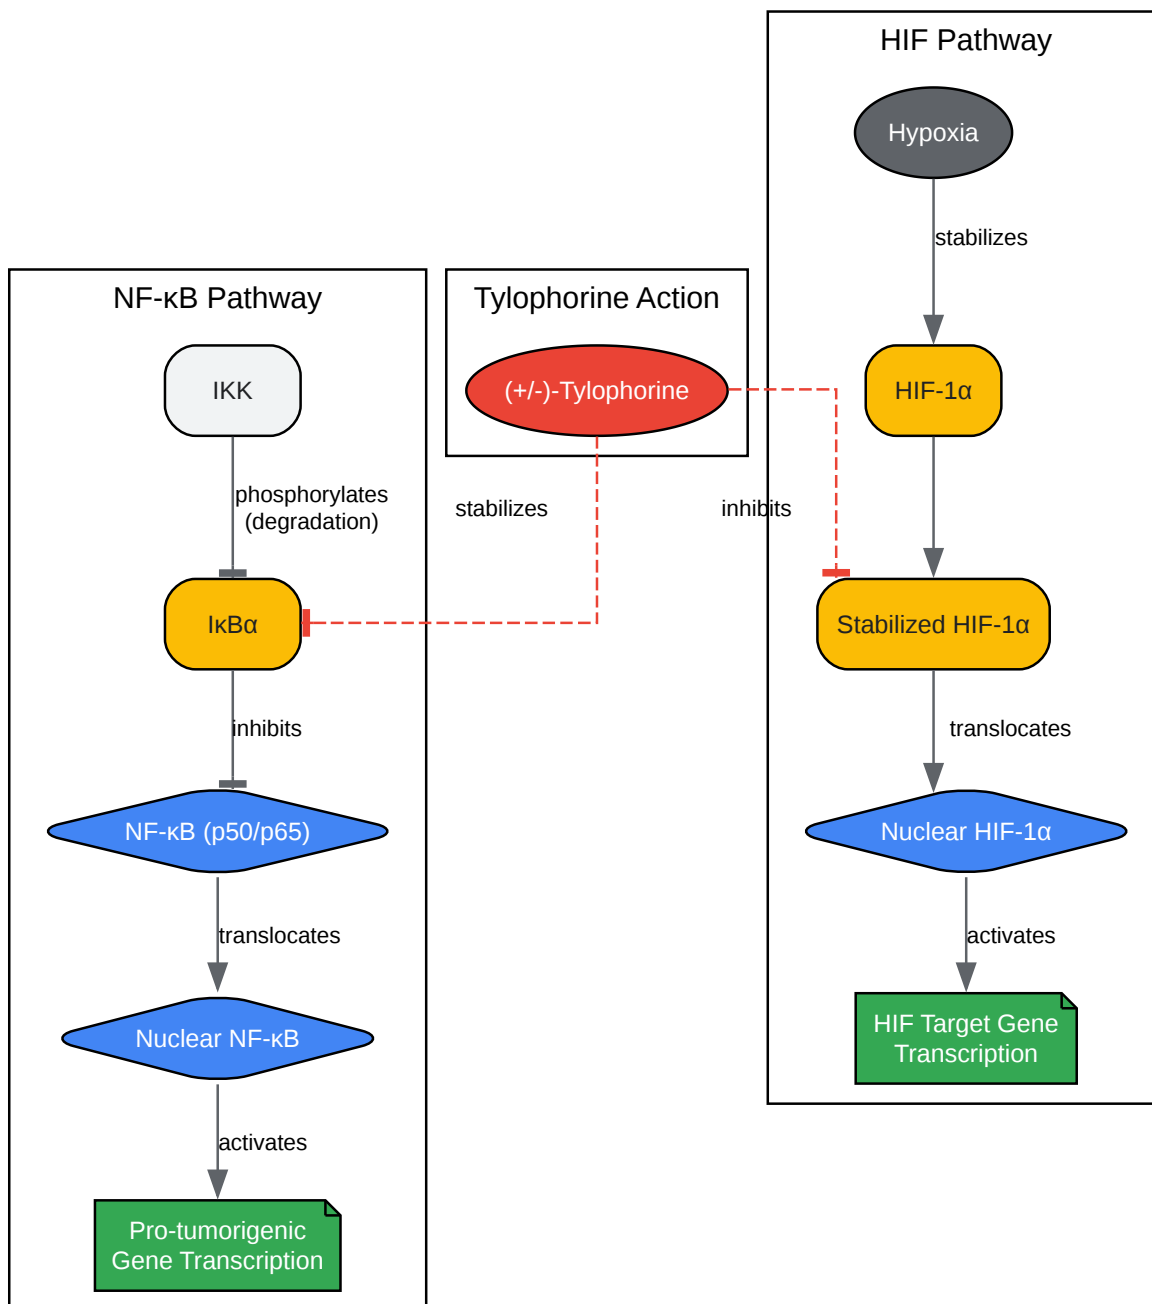 HIF Pathway
Hypoxia
stabilizes
HIF-1α
Stabilized HIF-1α
translocates
Nuclear HIF-1α
activates
HIF Target Gene
Transcription
Tylophorine Action
(+/-)-Tylophorine
stabilizes
inhibits
NF-κB Pathway
IKK
phosphorylates
(degradation)
IκBα
inhibits
NF-κB (p50/p65)
translocates
Nuclear NF-κB
activates
Pro-tumorigenic
Gene Transcription